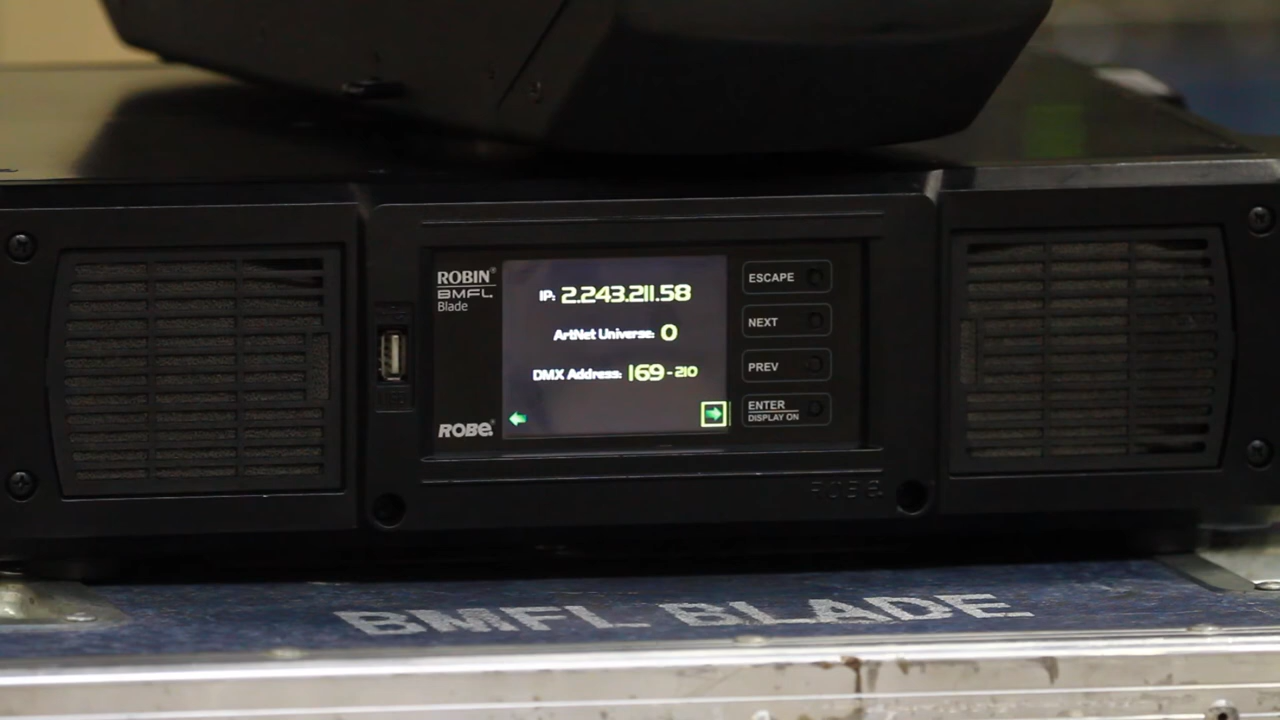 ROBIN®
BMFL™
Blade
IP: 2.243.211.58
ArtNet Universe: 0
DMX Address: 169-210
ROBE®
ESCAPE
NEXT
PREV
ENTER
DISPLAY ON
ROBE
BMFL BLADE